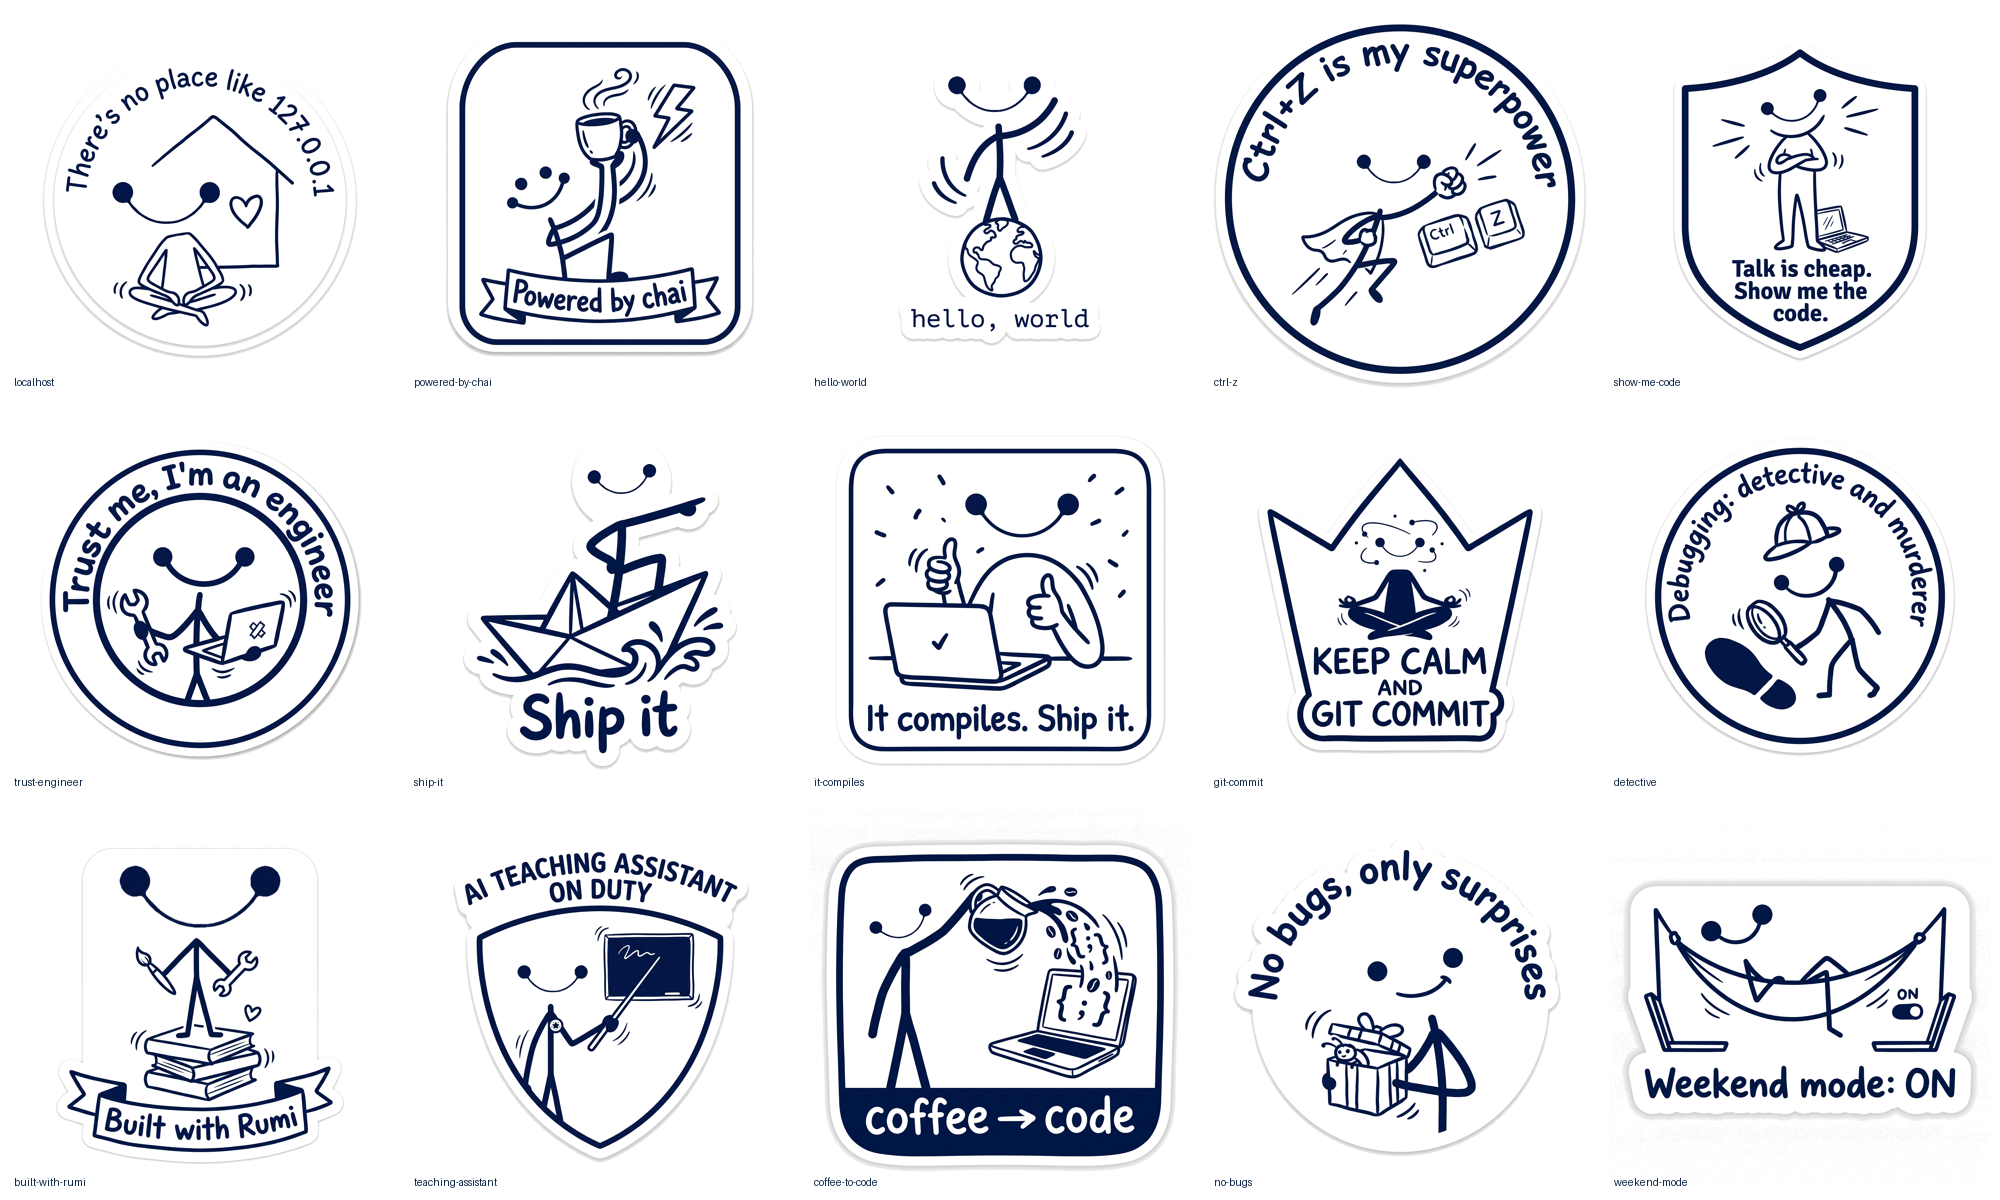 There's no place like 127.0.0.1
localhost
Powered by chai
powered-by-chai
hello, world
hello-world
Ctrl+Z is my superpower
Ctrl
Z
ctrl-z
Talk is cheap.
Show me the
code.
show-me-code
Trust me, I'm an engineer
trust-engineer
Ship it
ship-it
It compiles. Ship it.
it-compiles
KEEP CALM
AND
GIT COMMIT
git-commit
Debugging: detective and murderer
detective
Built with Rumi
built-with-rumi
AI TEACHING ASSISTANT
ON DUTY
teaching-assistant
{;}
coffee → code
coffee-to-code
No bugs, only surprises
no-bugs
ON
Weekend mode: ON
weekend-mode